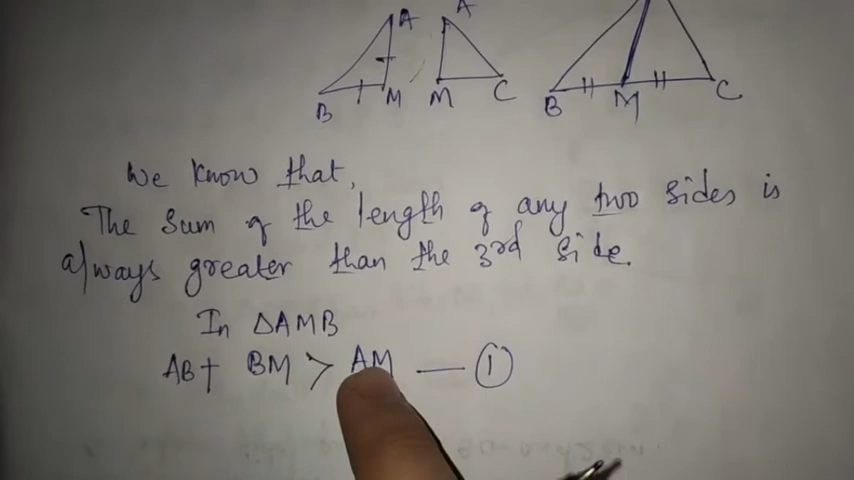 A A
B M M C B M C
We know that,
The sum of the length of any two sides is
always greater than the 3rd side.
In ΔAMB
AB + BM > AM — ①